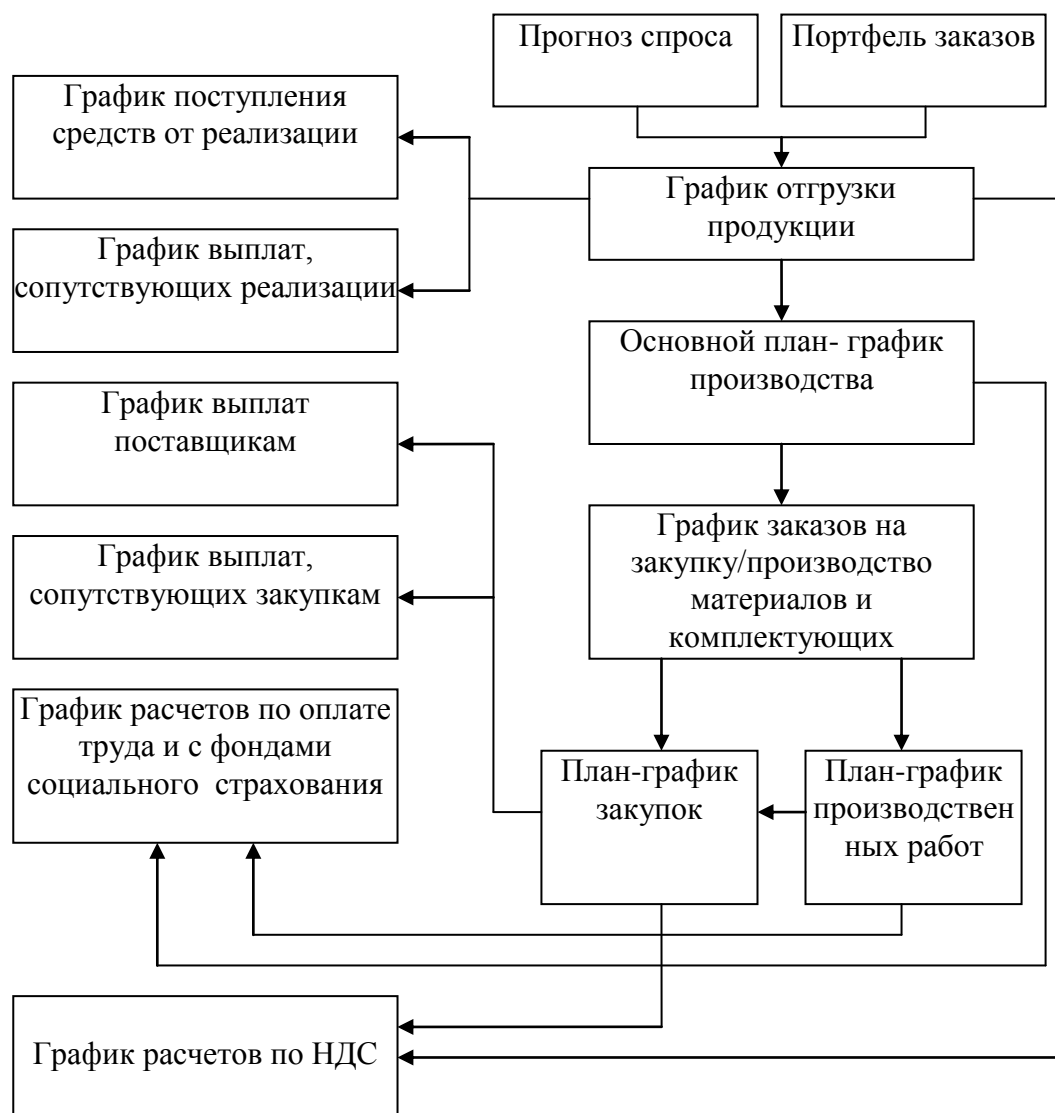 Прогноз спроса
Портфель заказов
График поступления
средств от реализации
График отгрузки
продукции
График выплат,
сопутствующих реализации
Основной план- график
производства
График выплат
поставщикам
График заказов на
закупку/производство
материалов и
комплектующих
График выплат,
сопутствующих закупкам
График расчетов по оплате
труда и с фондами
социального страхования
План-график
закупок
План-график
производствен
ных работ
График расчетов по НДС